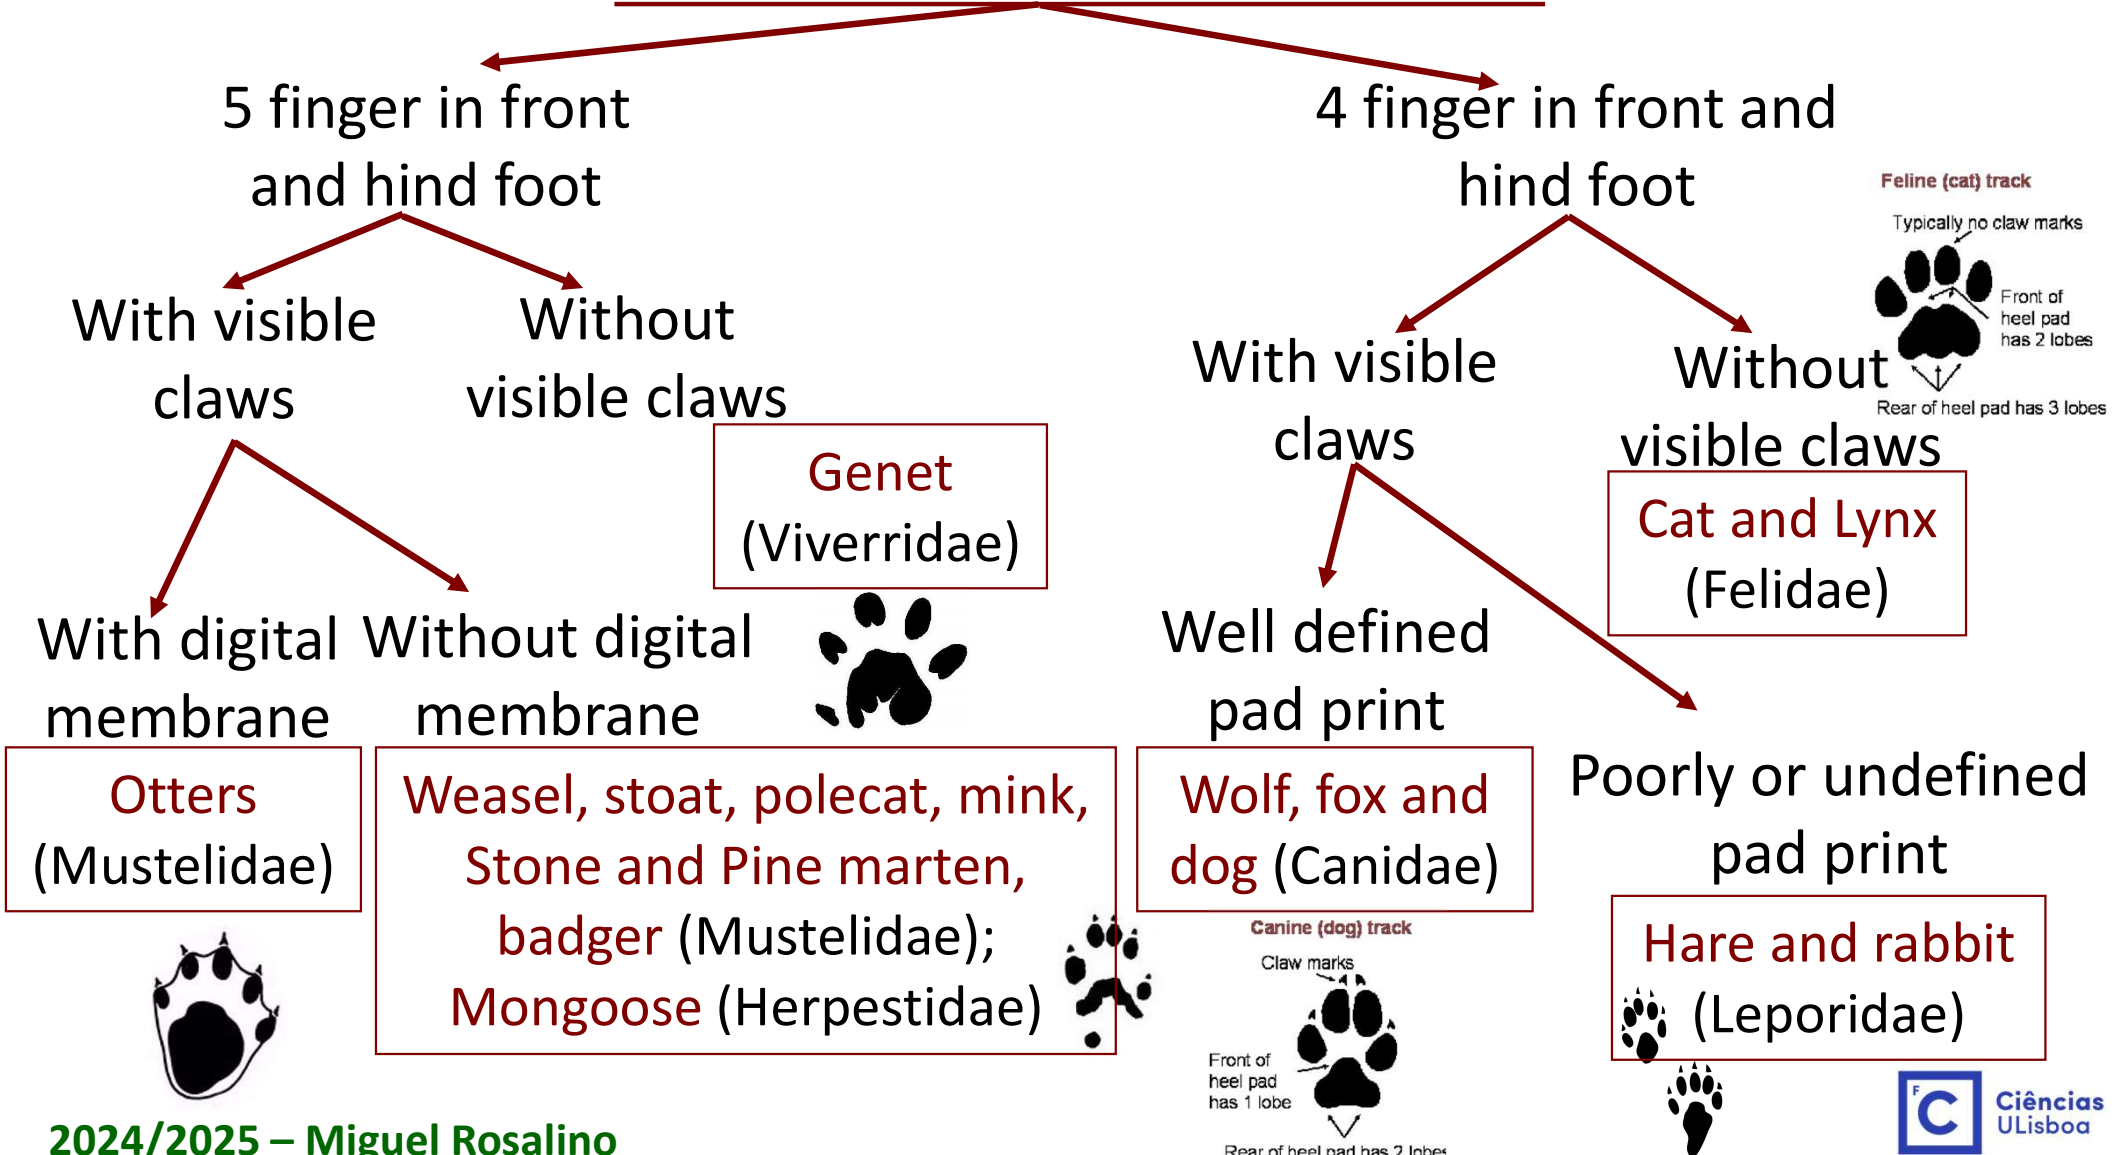 5 finger in front
and hind foot
4 finger in front and
hind foot
Feline (cat) track
Typically no claw marks
Front of
heel pad
has 2 lobes
Rear of heel pad has 3 lobes
With visible
claws
Without
visible claws
With visible
claws
Without
visible claws
Genet
(Viverridae)
Cat and Lynx
(Felidae)
With digital
membrane
Without digital
membrane
Well defined
pad print
Poorly or undefined
pad print
Otters
(Mustelidae)
Weasel, stoat, polecat, mink,
Stone and Pine marten,
badger (Mustelidae);
Mongoose (Herpestidae)
Wolf, fox and
dog (Canidae)
Hare and rabbit
(Leporidae)
Canine (dog) track
Claw marks
Front of
heel pad
has 1 lobe
Rear of heel pad has 2 lobes
2024/2025 – Miguel Rosalino
F
C
Ciências
ULisboa